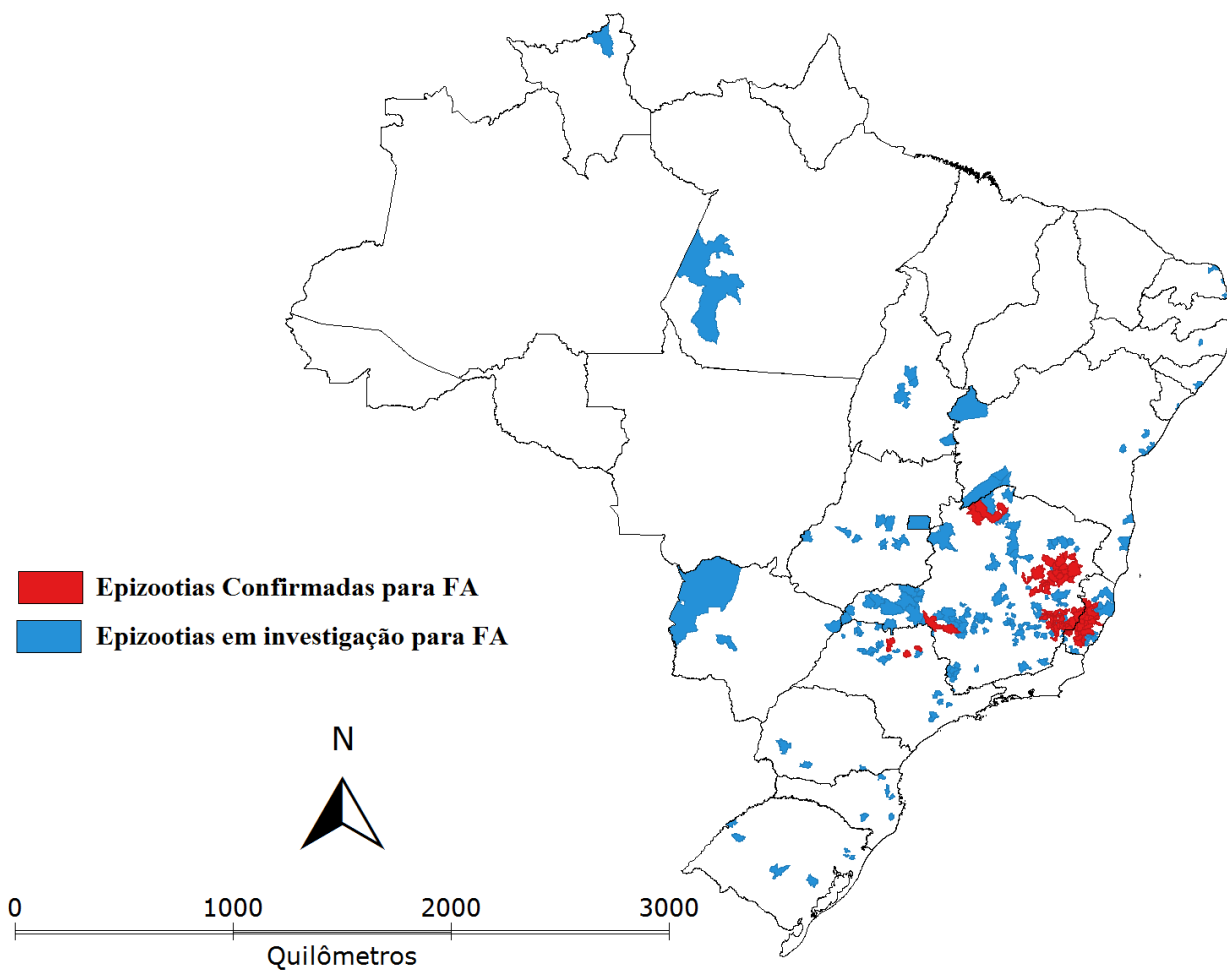 Epizootias Confirmadas para FA
Epizootias em investigação para FA
N
0 1000 2000 3000
Quilômetros